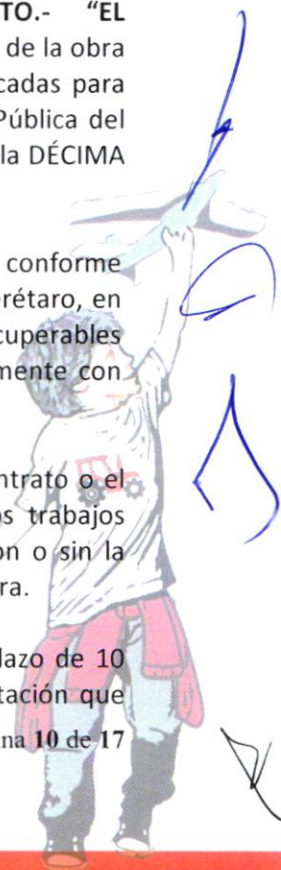 TO.- "EL
de la obra
cadas para
Pública del
la DÉCIMA
conforme
erétaro, en
cuperables
mente con
ntrato o el
os trabajos
on o sin la
ra.
lazo de 10
tación que
na 10 de 17